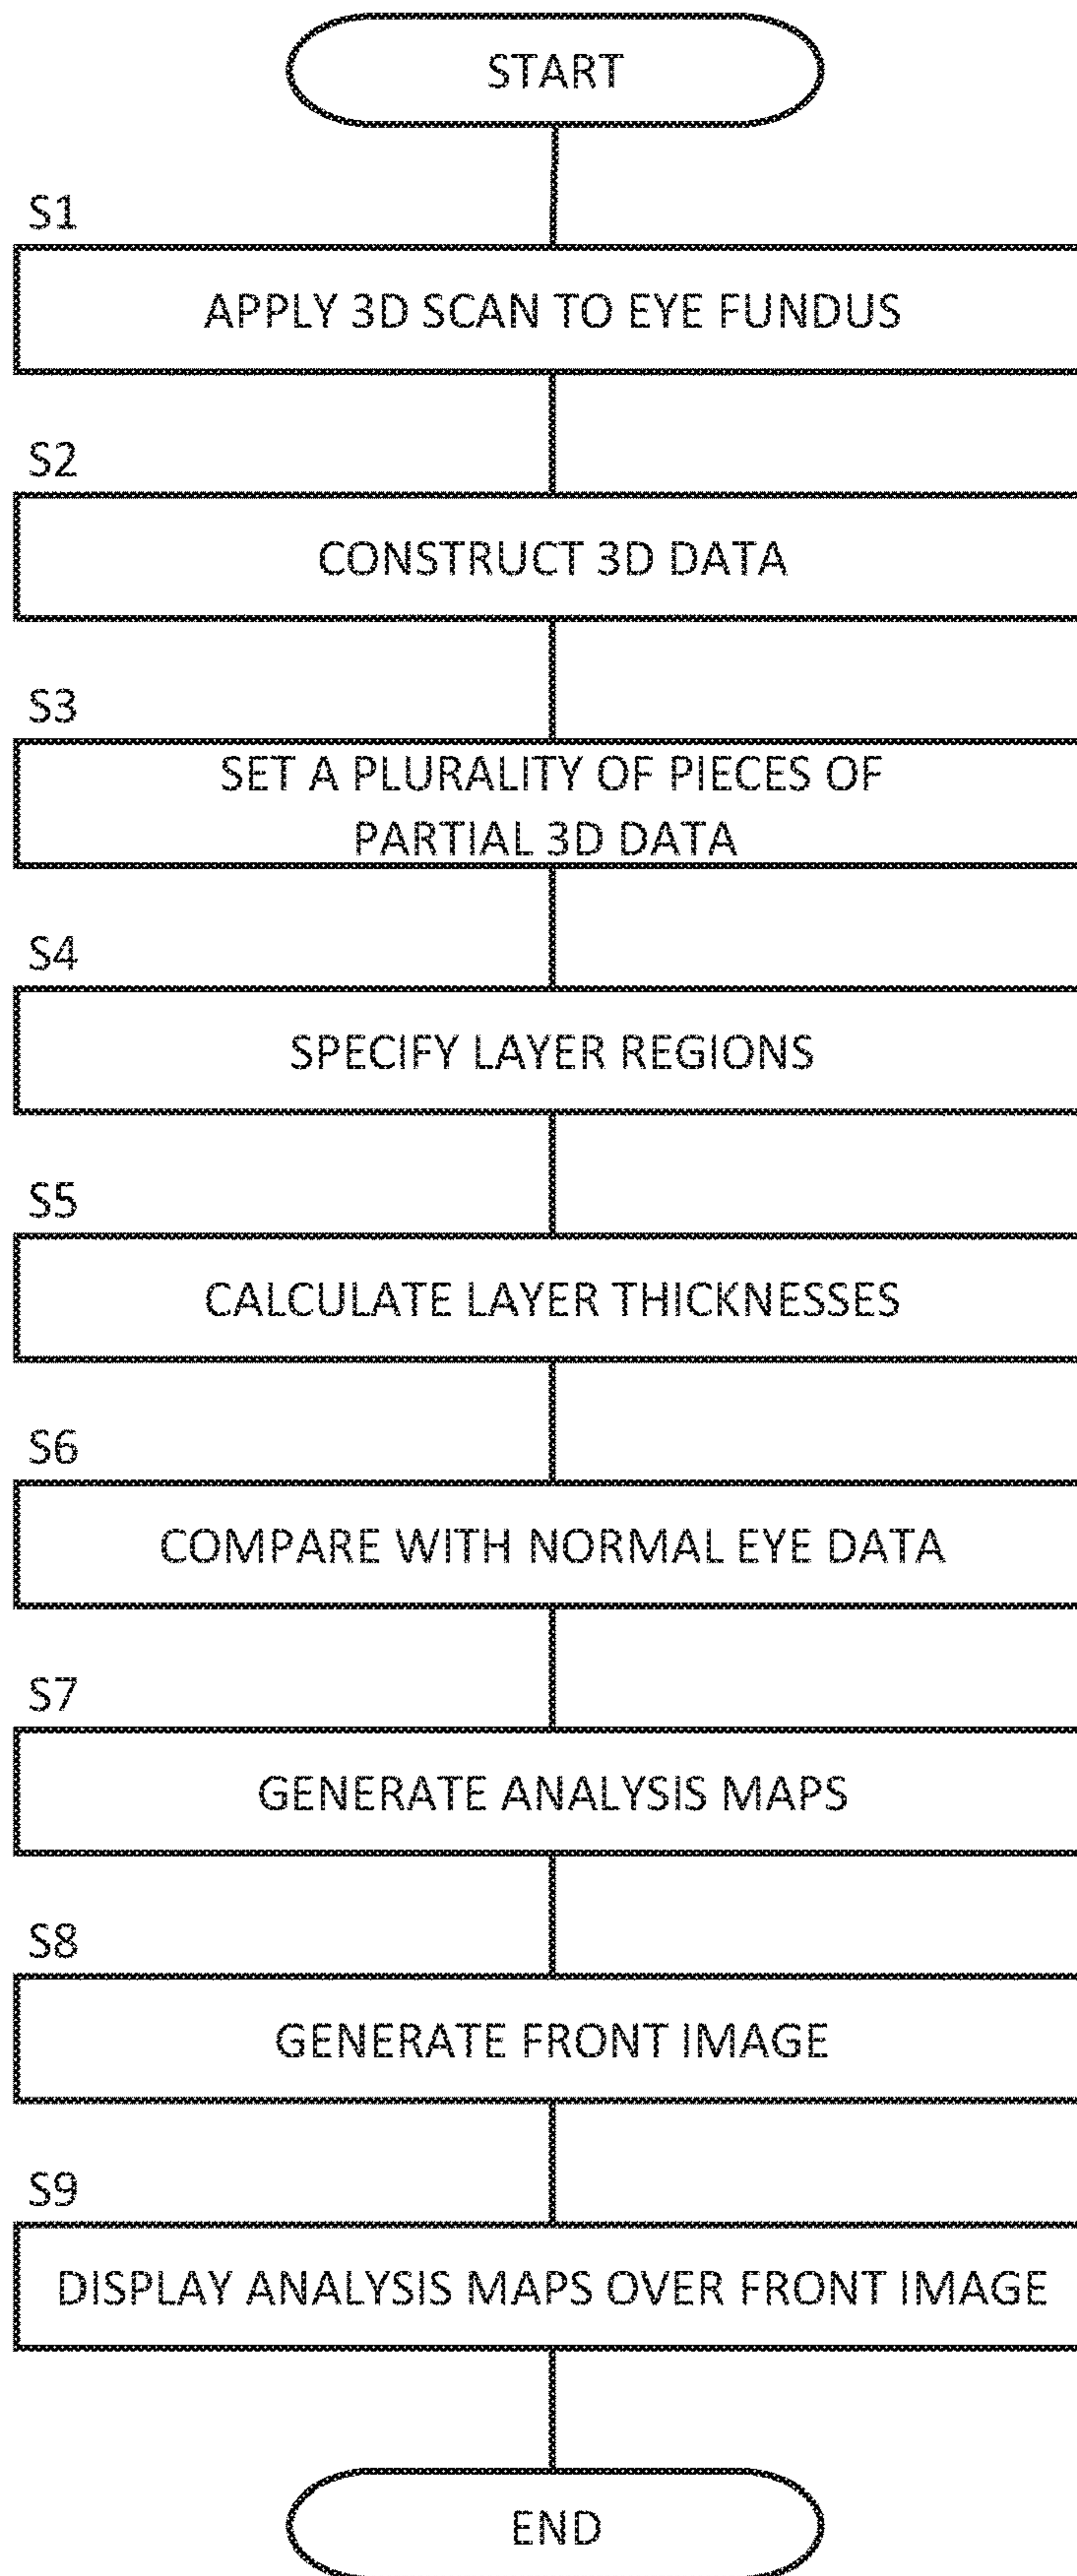 START
S1
APPLY 3D SCAN TO EYE FUNDUS
S2
CONSTRUCT 3D DATA
S3
SET A PLURALITY OF PIECES OF
PARTIAL 3D DATA
S4
SPECIFY LAYER REGIONS
S5
CALCULATE LAYER THICKNESSES
S6
COMPARE WITH NORMAL EYE DATA
S7
GENERATE ANALYSIS MAPS
S8
GENERATE FRONT IMAGE
S9
DISPLAY ANALYSIS MAPS OVER FRONT IMAGE
END